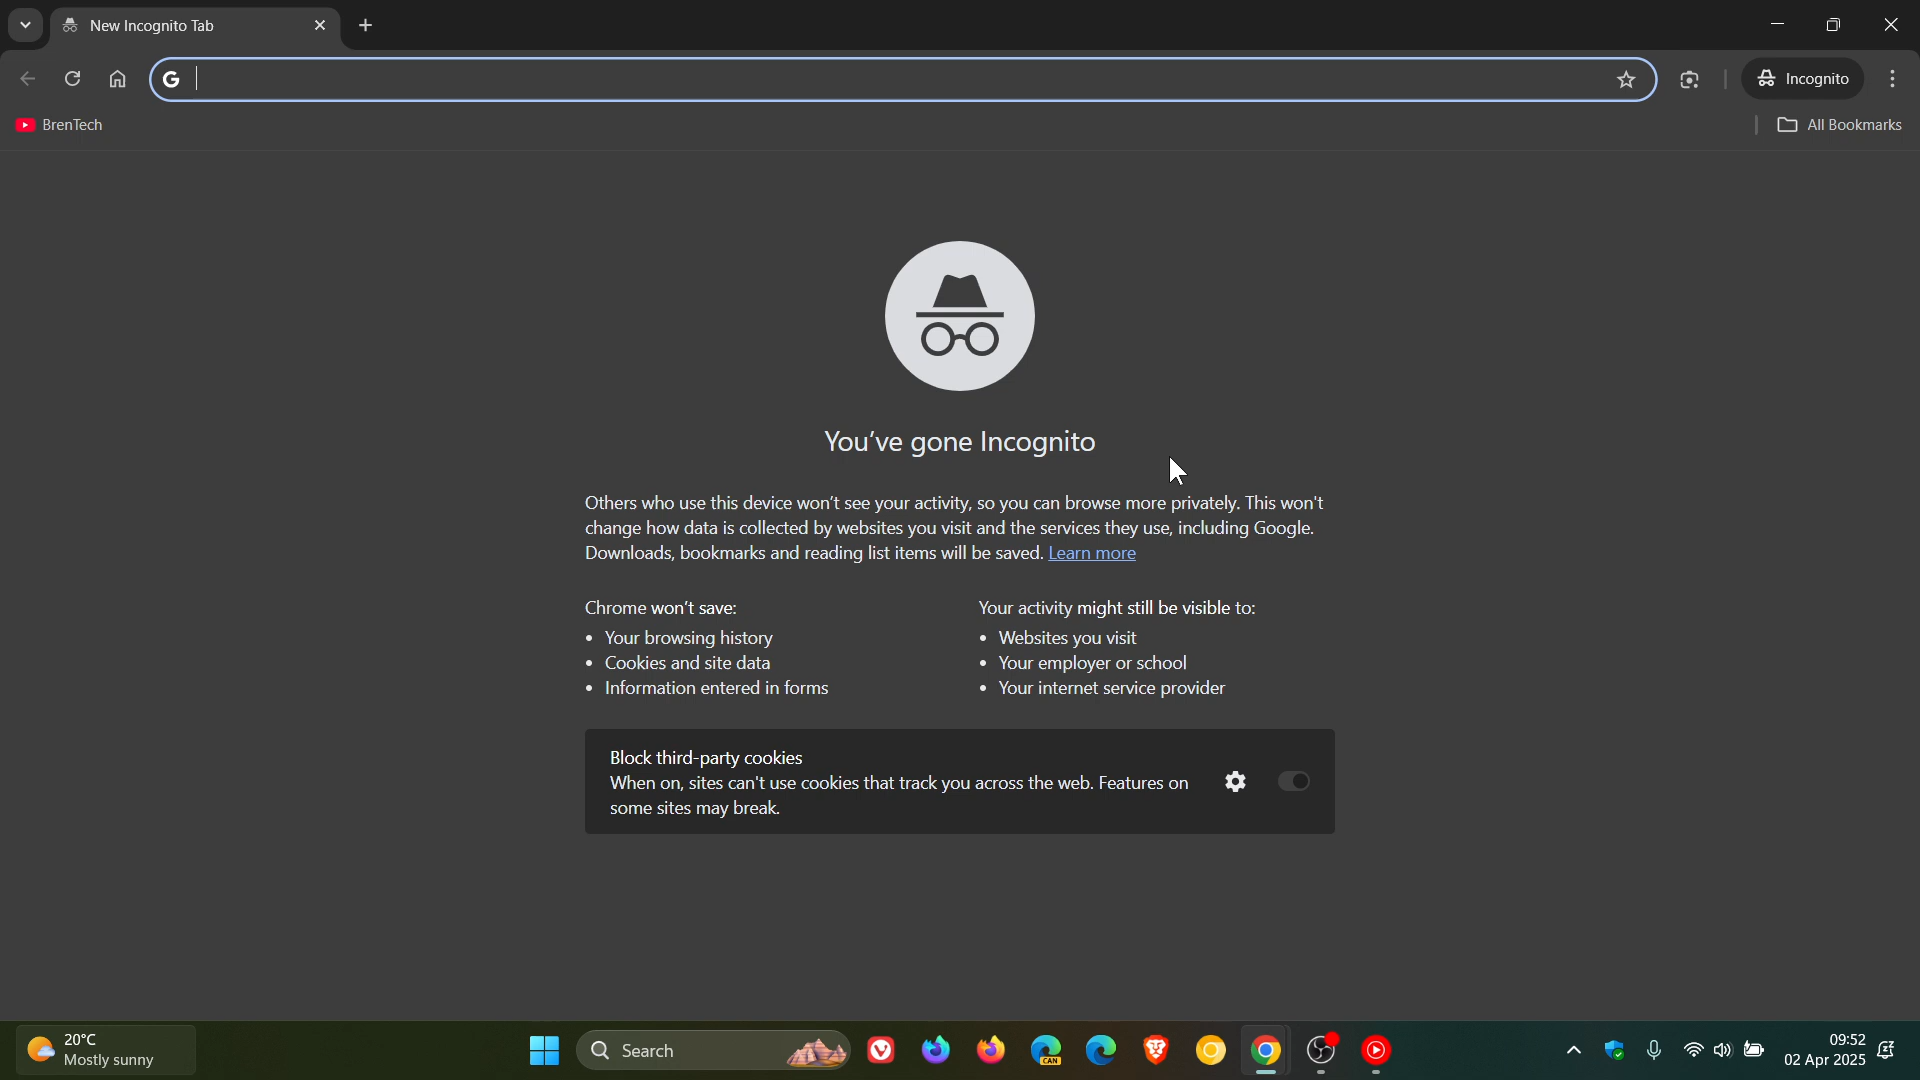 New Incognito Tab
Incognito
BrenTech
All Bookmarks
You've gone Incognito
Others who use this device won't see your activity, so you can browse more privately. This won't
change how data is collected by websites you visit and the services they use, including Google.
Downloads, bookmarks and reading list items will be saved. Learn more
Chrome won't save:
• Your browsing history
• Cookies and site data
• Information entered in forms
Your activity might still be visible to:
• Websites you visit
• Your employer or school
• Your internet service provider
Block third-party cookies
When on, sites can't use cookies that track you across the web. Features on
some sites may break.
20°C
Mostly sunny
Search
CAN
09:52
02 Apr 2025